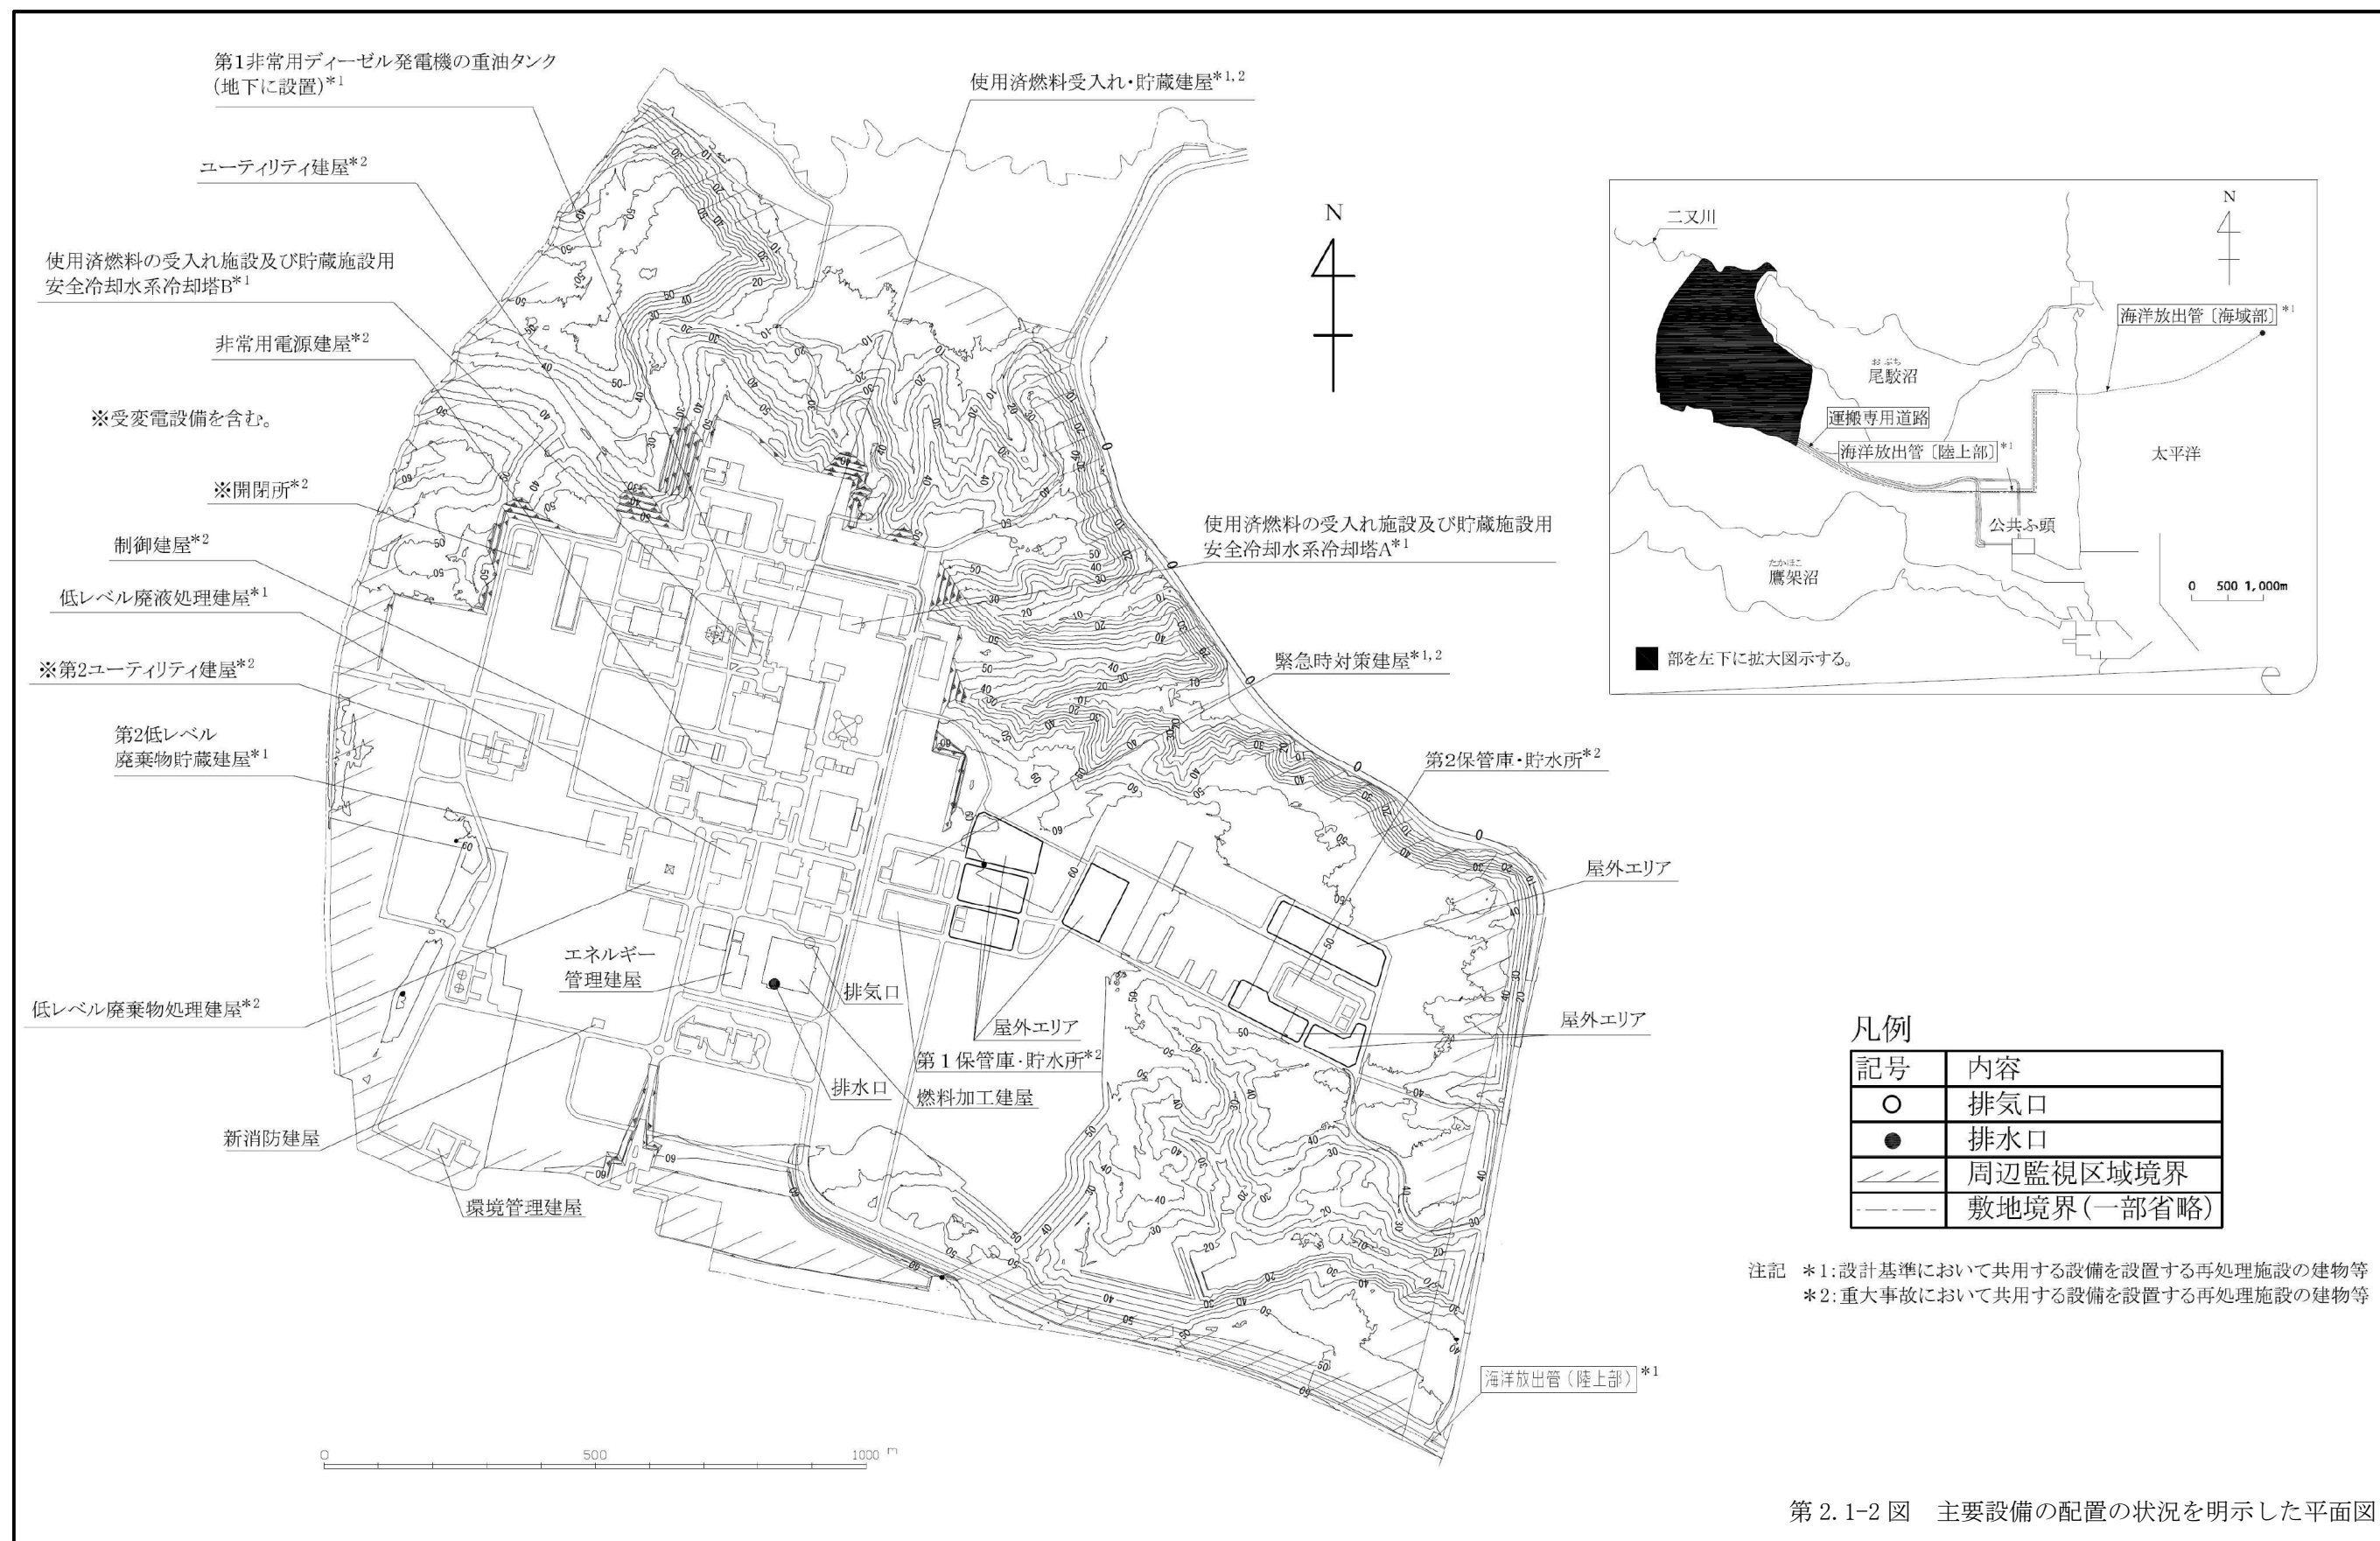 第1非常用ディーゼル発電機の重油タンク
(地下に設置)*1
使用済燃料受入れ・貯蔵建屋*1,2
ユーティリティ建屋*2
使用済燃料の受入れ施設及び貯蔵施設用
安全冷却水系冷却塔B*1
非常用電源建屋*2
※受変電設備を含む。
※開閉所*2
制御建屋*2
低レベル廃液処理建屋*1
※第2ユーティリティ建屋*2
第2低レベル
廃棄物貯蔵建屋*1
低レベル廃棄物処理建屋*2
新消防建屋
環境管理建屋
エネルギー
管理建屋
排気口
排水口
屋外エリア
第1保管庫・貯水所*2
燃料加工建屋
N
使用済燃料の受入れ施設及び貯蔵施設用
安全冷却水系冷却塔A*1
緊急時対策建屋*1,2
第2保管庫・貯水所*2
屋外エリア
屋外エリア
海洋放出管(陸上部)*1
0 500 1000 m
二又川
N
海洋放出管〔海域部〕*1
おぶち
尾駮沼
運搬専用道路
海洋放出管〔陸上部〕*1
太平洋
公共ふ頭
たかほこ
鷹架沼
0 500 1,000m
部を左下に拡大図示する。
凡例
記号 内容
排気口
排水口
周辺監視区域境界
敷地境界(一部省略)
注記 *1:設計基準において共用する設備を設置する再処理施設の建物等
*2:重大事故において共用する設備を設置する再処理施設の建物等
第 2.1-2 図 主要設備の配置の状況を明示した平面図